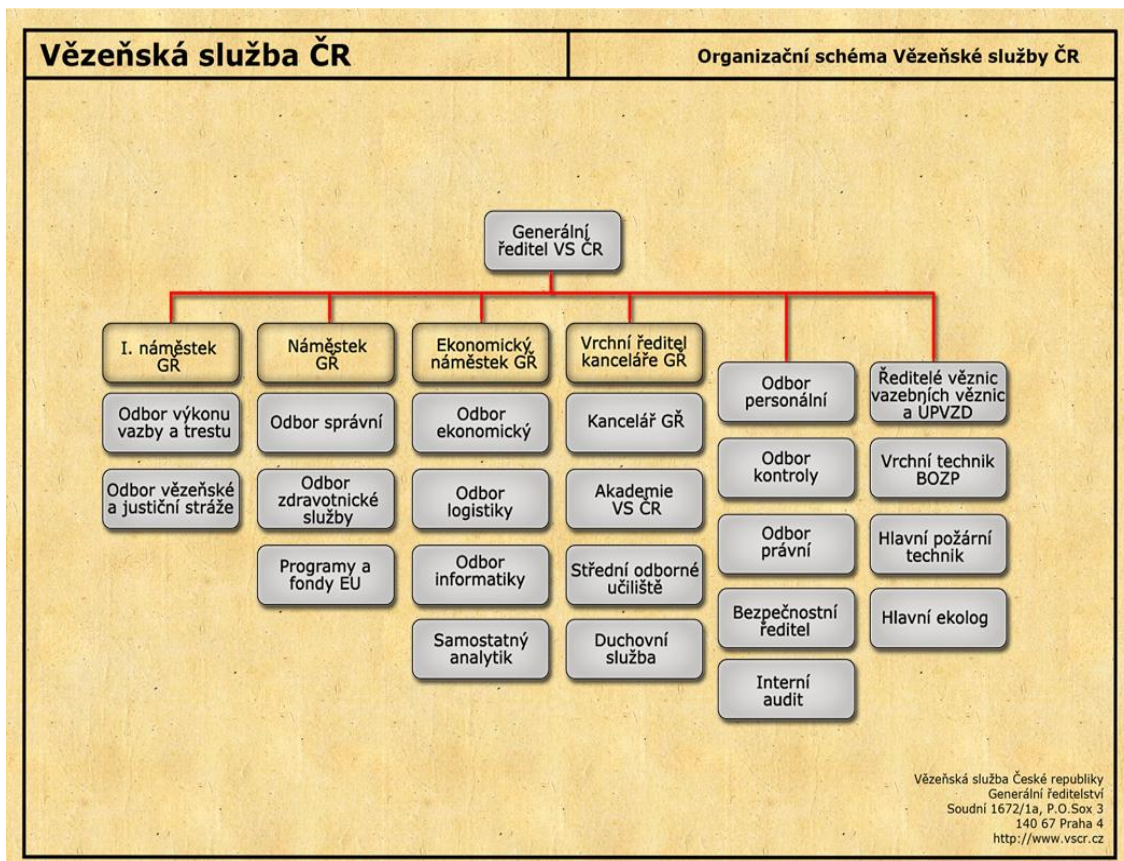 Vězeňská služba ČR
Organizační schéma Vězeňské služby ČR
Generální
ředitel VS ČR
I. náměstek
GŘ
Odbor výkonu
vazby a trestu
Odbor vězeňské
a justiční stráže
Náměstek
GŘ
Odbor správní
Odbor
zdravotnické
služby
Programy a
fondy EU
Ekonomický
náměstek GŘ
Odbor
ekonomický
Odbor
logistiky
Odbor
informatiky
Samostatný
analytik
Vrchní ředitel
kanceláře GŘ
Kancelář GŘ
Akademie
VS ČR
Střední odborné
učiliště
Duchovní
služba
Odbor
personální
Odbor
kontroly
Odbor
právní
Bezpečnostní
ředitel
Interní
audit
Ředitelé věznic
vazebních věznic
a ÚPVZD
Vrchní technik
BOZP
Hlavní požární
technik
Hlavní ekolog
Vězeňská služba České republiky
Generální ředitelství
Soudní 1672/1a, P.O.Sox 3
140 67 Praha 4
http://www.vscr.cz